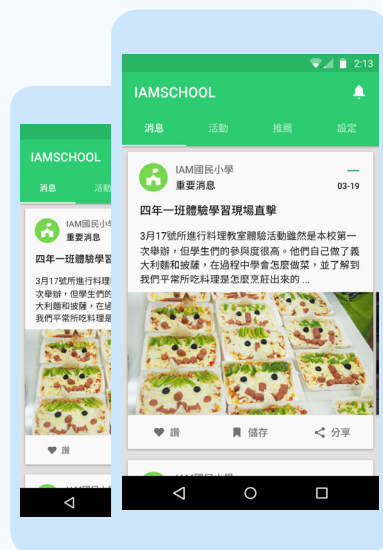 2:13
IAMSCHOOL
消息 活動 推薦 設定
IAM國民小學
重要消息 03-19
四年一班體驗學習現場直擊
3月17號所進行料理教室體驗活動雖然是本校第一
次舉辦，但學生們的參與度很高。他們自己做了義
大利麵和披薩，在過程中學會怎麼做菜，並了解到
我們平常所吃料理是怎麼烹飪出來的 ...
讚 儲存 分享
IAMSCHOOL
消息 活動
IAM國民小
重要消息
四年一班體驗學習
3月17號所進行料理
次舉辦，但學生們的
大利麵和披薩，在過
我們平常所吃料理是
讚